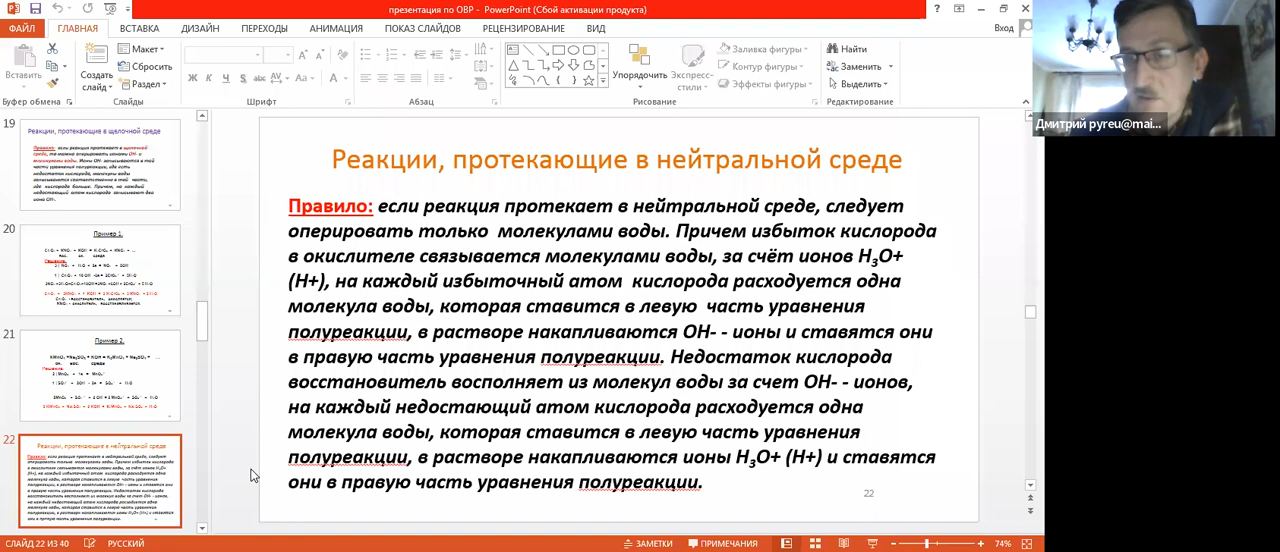 презентация по ОВР - PowerPoint (Сбой активации продукта)
ФАЙЛ ГЛАВНАЯ ВСТАВКА ДИЗАЙН ПЕРЕХОДЫ АНИМАЦИЯ ПОКАЗ СЛАЙДОВ РЕЦЕНЗИРОВАНИЕ ВИД Вход
Вставить
Создать слайд
Макет
Сбросить
Раздел
Упорядочить
Экспресс-стили
Заливка фигуры
Контур фигуры
Эффекты фигуры
Найти
Заменить
Выделить
Буфер обмена Слайды Шрифт Абзац Рисование Редактирование
Дмитрий pyreu@mai...
19
Реакции, протекающие в щелочной среде
20
Пример 1.
21
Пример 2.
22
Реакции, протекающие в нейтральной среде
Реакции, протекающие в нейтральной среде
Правило: если реакция протекает в нейтральной среде, следует
оперировать только молекулами воды. Причем избыток кислорода
в окислителе связывается молекулами воды, за счёт ионов H₃O+
(H+), на каждый избыточный атом кислорода расходуется одна
молекула воды, которая ставится в левую часть уравнения
полуреакции, в растворе накапливаются OH- - ионы и ставятся они
в правую часть уравнения полуреакции. Недостаток кислорода
восстановитель восполняет из молекул воды за счет OH- - ионов,
на каждый недостающий атом кислорода расходуется одна
молекула воды, которая ставится в левую часть уравнения
полуреакции, в растворе накапливаются ионы H₃O+ (H+) и ставятся
они в правую часть уравнения полуреакции.
22
СЛАЙД 22 ИЗ 40 РУССКИЙ ЗАМЕТКИ ПРИМЕЧАНИЯ 74%